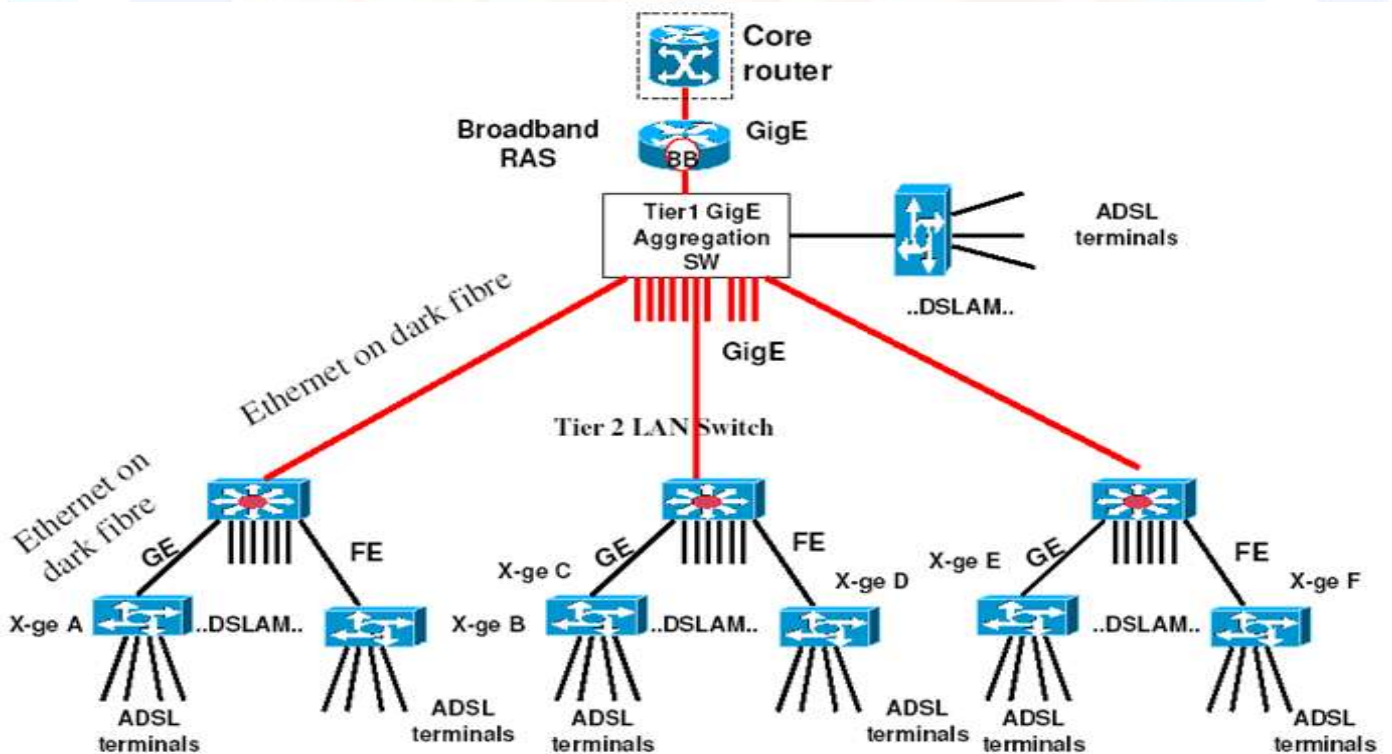 Core
router
Broadband
RAS
GigE
BB
Tier1 GigE
Aggregation
SW
ADSL
terminals
..DSLAM..
Ethernet on dark fibre
GigE
Tier 2 LAN Switch
Ethernet on
dark fibre
GE
FE
X-ge A
..DSLAM..
X-ge B
X-ge C
GE
FE
X-ge D
..DSLAM..
X-ge E
GE
FE
X-ge F
..DSLAM..
ADSL
terminals
ADSL
terminals
ADSL
terminals
ADSL
terminals
ADSL
terminals
ADSL
terminals